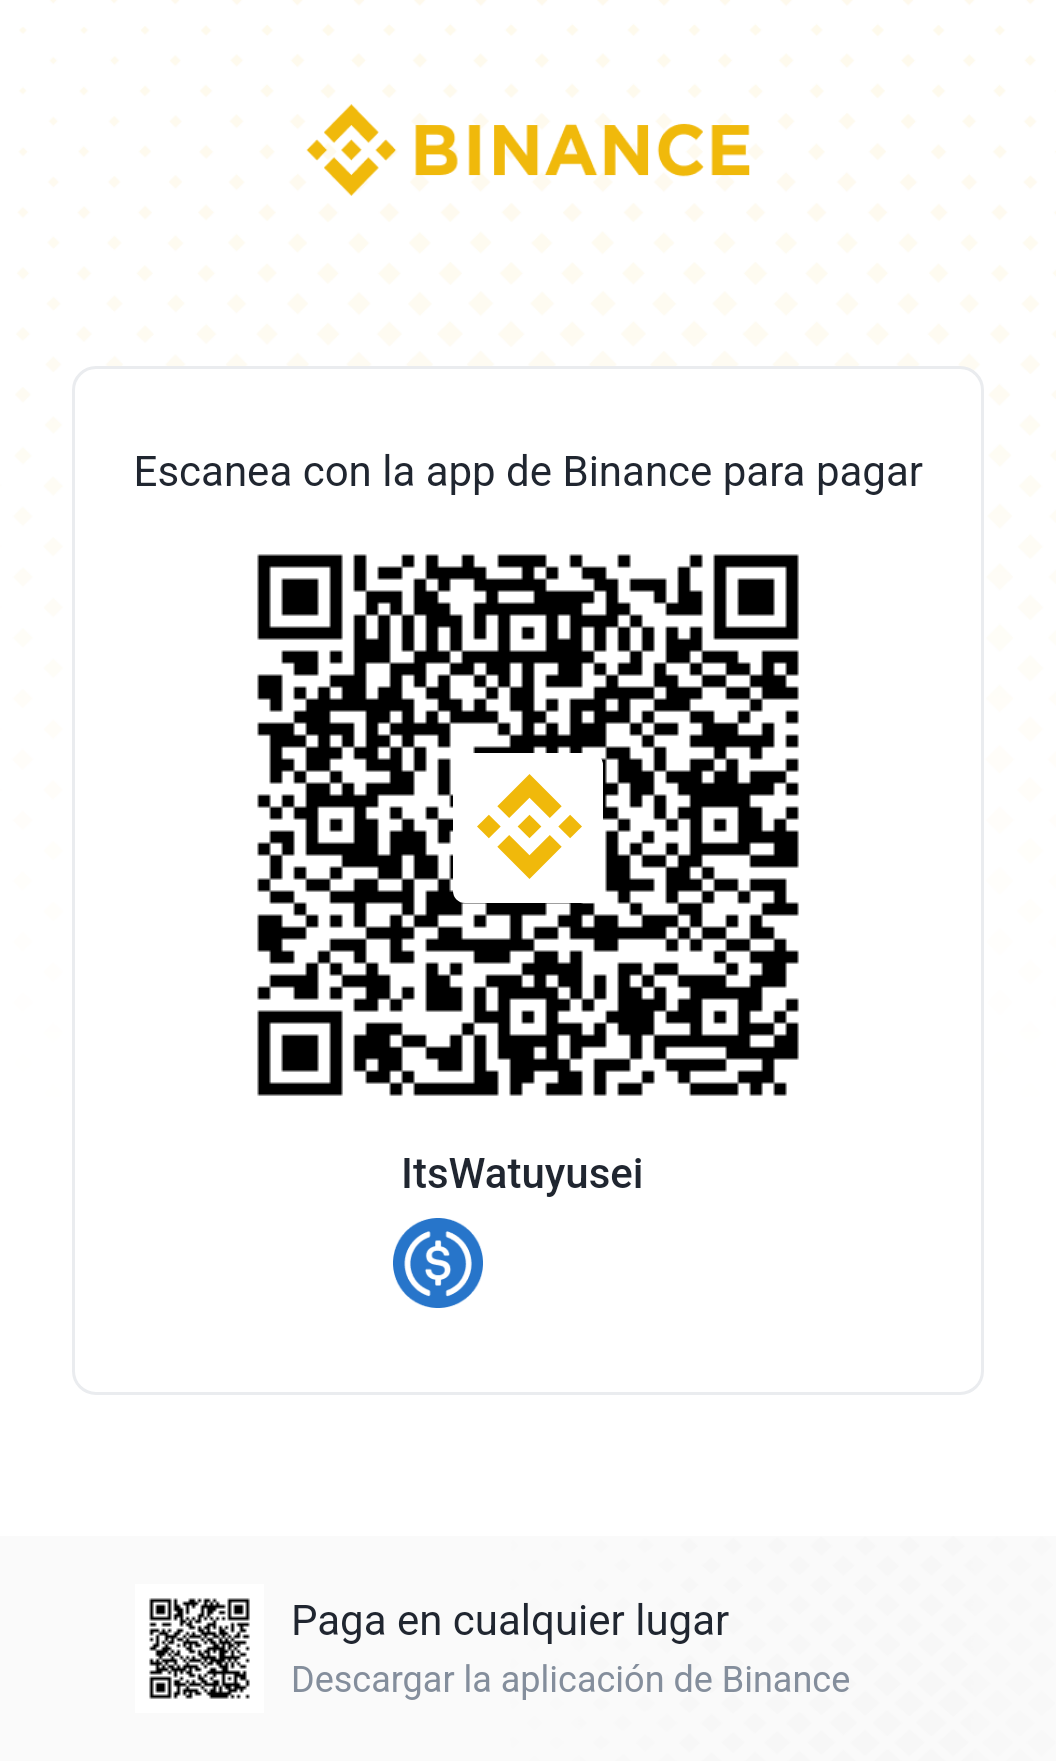 BINANCE
Escanea con la app de Binance para pagar
ItsWatuyusei
$
Paga en cualquier lugar
Descargar la aplicación de Binance